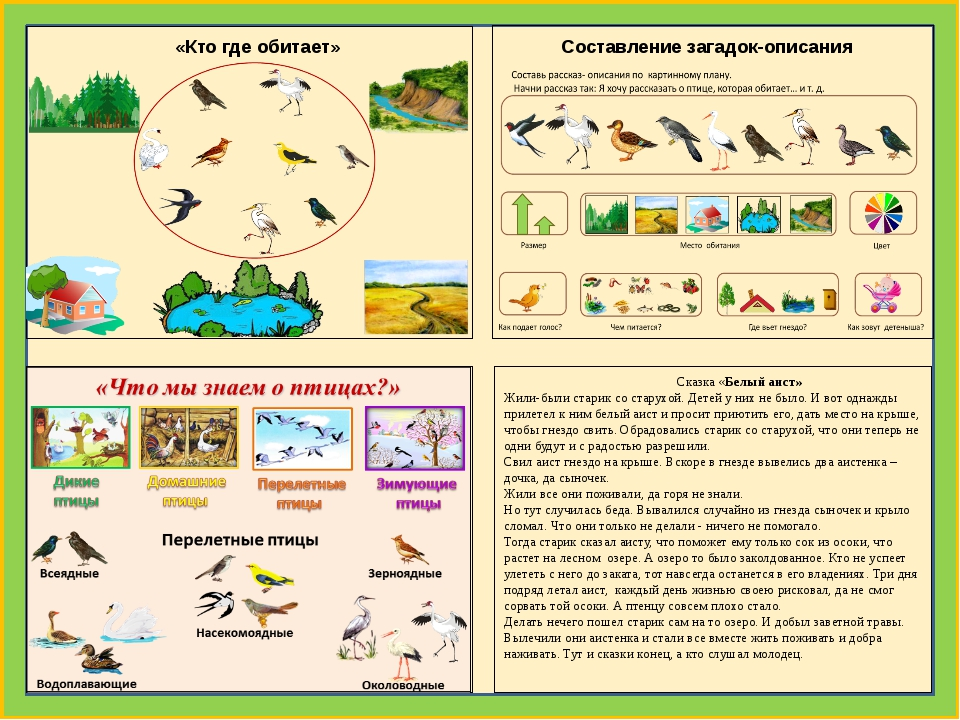 «Кто где обитает»
Составление загадок-описания
Составь рассказ- описания по картинному плану.
Начни рассказ так: Я хочу рассказать о птице, которая обитает... и т. д.
Размер
Место обитания
Цвет
Как подает голос?
Чем питается?
Где вьет гнездо?
Как зовут детеныша?
«Что мы знаем о птицах?»
Дикие птицы
Домашние птицы
Перелетные птицы
Зимующие птицы
Перелетные птицы
Всеядные
Зерноядные
Насекомоядные
Водоплавающие
Околоводные
Сказка «Белый аист»
Жили-были старик со старухой. Детей у них не было. И вот однажды
прилетел к ним белый аист и просит приютить его, дать место на крыше,
чтобы гнездо свить. Обрадовались старик со старухой, что они теперь не
одни будут и с радостью разрешили.
Свил аист гнездо на крыше. Вскоре в гнезде вывелись два аистенка –
дочка, да сыночек.
Жили все они поживали, да горя не знали.
Но тут случилась беда. Вывалился случайно из гнезда сыночек и крыло
сломал. Что они только не делали - ничего не помогало.
Тогда старик сказал аисту, что поможет ему только сок из осоки, что
растет на лесном озере. А озеро то было заколдованное. Кто не успеет
улететь с него до заката, тот навсегда останется в его владениях. Три дня
подряд летал аист, каждый день жизнью своею рисковал, да не смог
сорвать той осоки. А птенцу совсем плохо стало.
Делать нечего пошел старик сам на то озеро. И добыл заветной травы.
Вылечили они аистенка и стали все вместе жить поживать и добра
наживать. Тут и сказки конец, а кто слушал молодец.